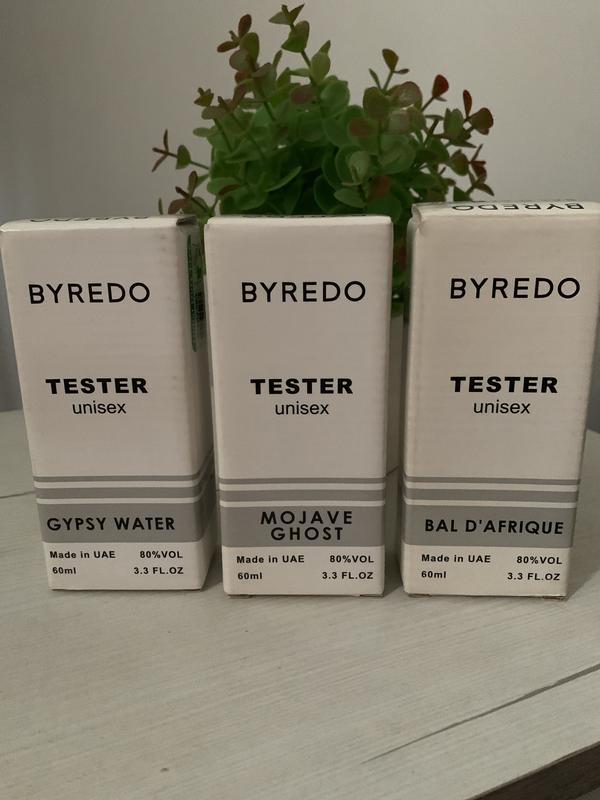 BYREDO
TESTER
unisex
GYPSY WATER
Made in UAE 80%VOL
60ml 3.3 FL.OZ
BYREDO
TESTER
unisex
MOJAVE
GHOST
Made in UAE 80%VOL
60ml 3.3 FL.OZ
BYREDO
BYREDO
TESTER
unisex
BAL D'AFRIQUE
Made in UAE 80%VOL
60ml 3.3 FL.OZ